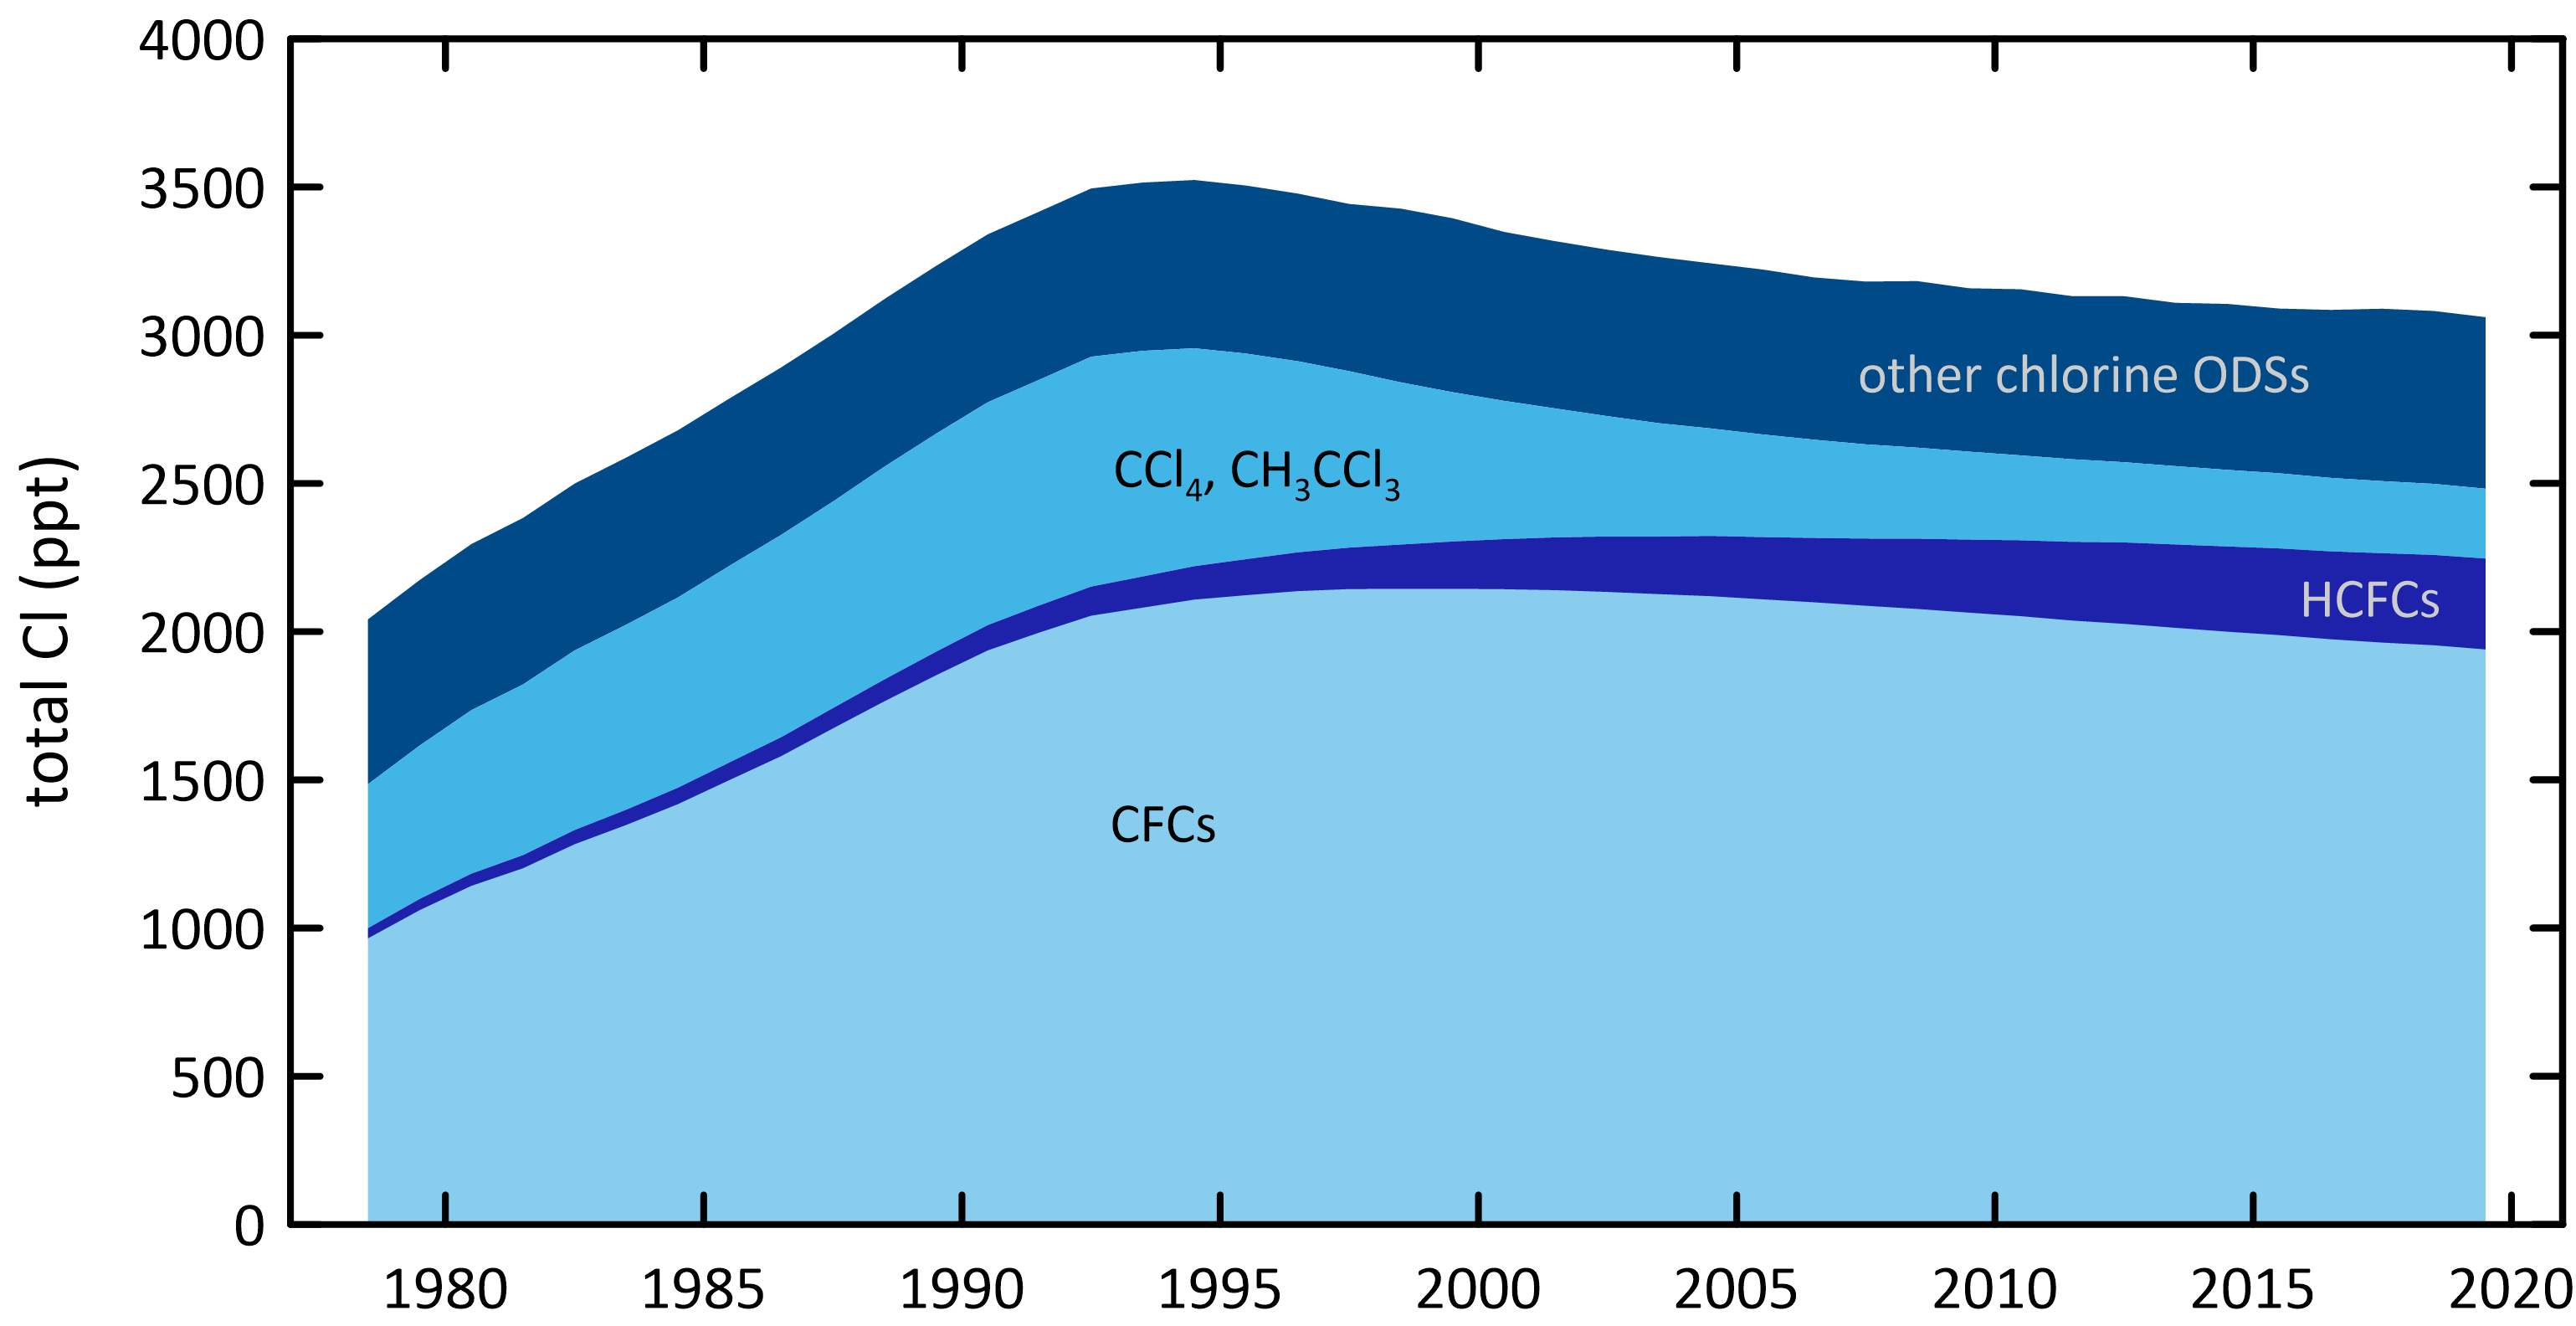 4000
3500
3000
2500
2000
1500
1000
500
0
total Cl (ppt)
other chlorine ODSs
CCl₄, CH₃CCl₃
HCFCs
CFCs
1980 1985 1990 1995 2000 2005 2010 2015 2020